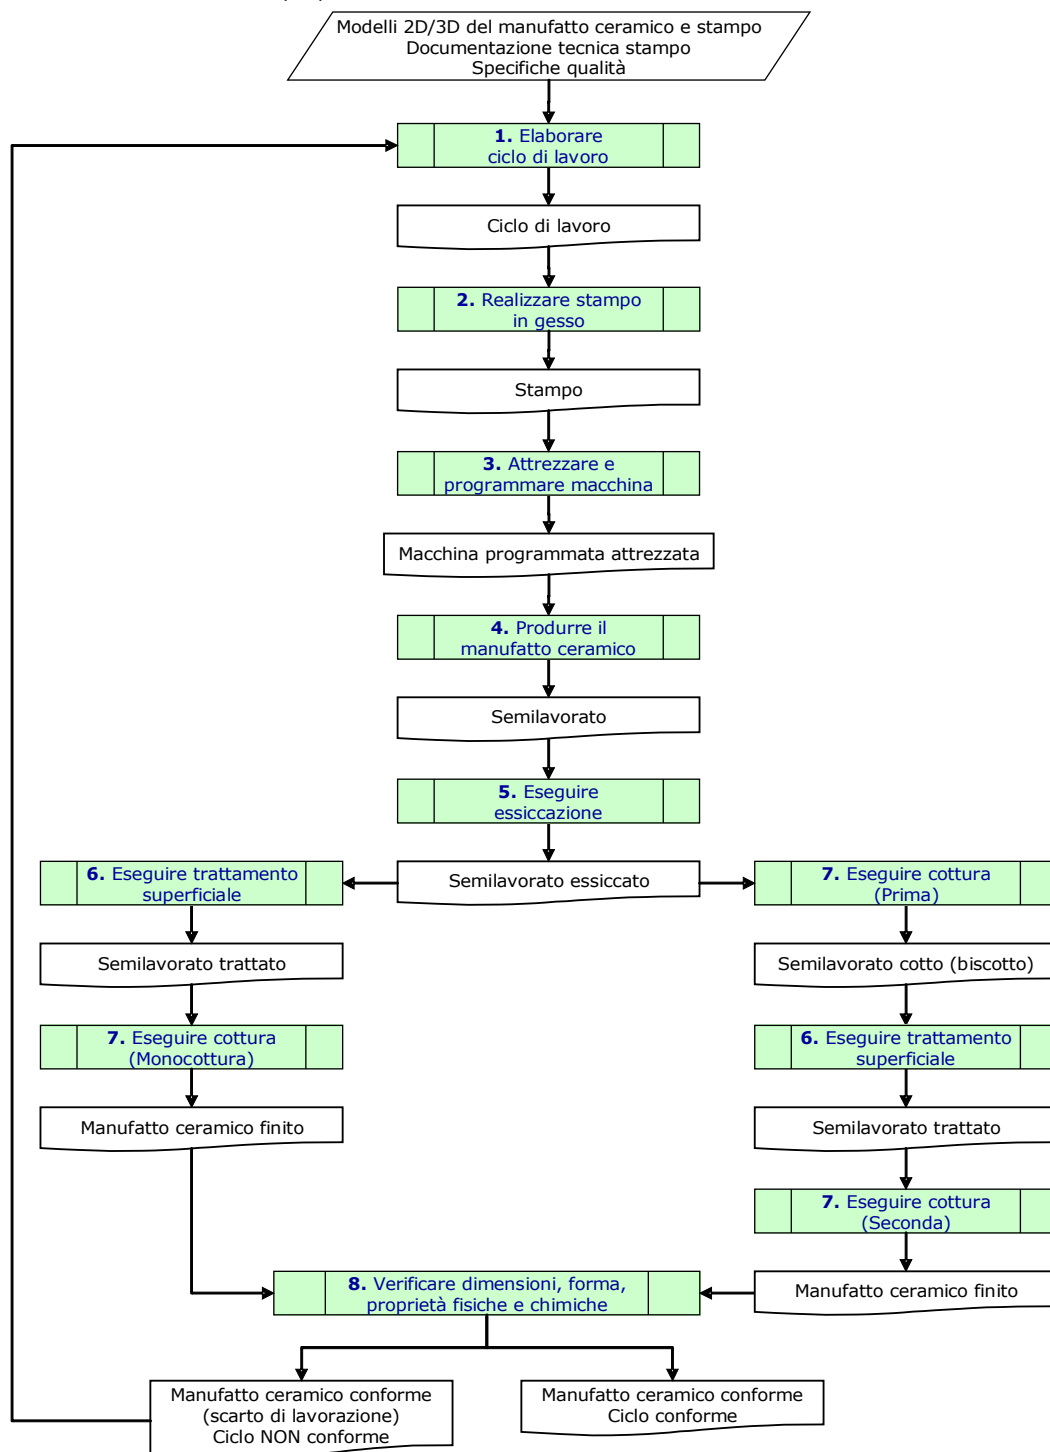 Modelli 2D/3D del manufatto ceramico e stampo
Documentazione tecnica stampo
Specifiche qualità
1. Elaborare
ciclo di lavoro
Ciclo di lavoro
2. Realizzare stampo
in gesso
Stampo
3. Attrezzare e
programmare macchina
Macchina programmata attrezzata
4. Produrre il
manufatto ceramico
Semilavorato
5. Eseguire
essiccazione
Semilavorato essiccato
6. Eseguire trattamento
superficiale
Semilavorato trattato
7. Eseguire cottura
(Monocottura)
Manufatto ceramico finito
7. Eseguire cottura
(Prima)
Semilavorato cotto (biscotto)
6. Eseguire trattamento
superficiale
Semilavorato trattato
7. Eseguire cottura
(Seconda)
Manufatto ceramico finito
8. Verificare dimensioni, forma,
proprietà fisiche e chimiche
Manufatto ceramico conforme
(scarto di lavorazione)
Ciclo NON conforme
Manufatto ceramico conforme
Ciclo conforme